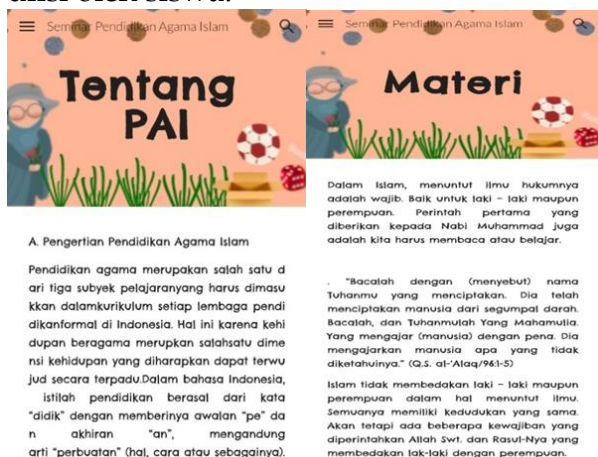 Seminar Pendidikan Agama Islam
Tentang
PAI
A. Pengertian Pendidikan Agama Islam
Pendidikan agama merupakan salah satu d
ari tiga subyek pelajaranyang harus dimasu
kkan dalamkurikulum setiap lembaga pendi
dikanformal di Indonesia. Hal ini karena kehi
dupan beragama merupkan salahsatu dime
nsi kehidupan yang diharapkan dapat terwu
jud secara terpadu.Dalam bahasa Indonesia,
istilah pendidikan berasal dari kata
"didik" dengan memberinya awalan "pe" da
n akhiran "an", mengandung
arti "perbuatan" (hal, cara atau sebagainya).
Seminar Pendidikan Agama Islam
Materi
Dalam Islam, menuntut ilmu hukumnya
adalah wajib. Baik untuk laki - laki maupun
perempuan. Perintah pertama yang
diberikan kepada Nabi Muhammad juga
adalah kita harus membaca atau belajar.
. "Bacalah dengan (menyebut) nama
Tuhanmu yang menciptakan. Dia telah
menciptakan manusia dari segumpal darah.
Bacalah, dan Tuhanmulah Yang Mahamulia.
Yang mengajar (manusia) dengan pena. Dia
mengajarkan manusia apa yang tidak
diketahuinya." (Q.S. al-'Alaq/96:1-5)
Islam tidak membedakan laki - laki maupun
perempuan dalam hal menuntut ilmu.
Semuanya memiliki kedudukan yang sama.
Akan tetapi ada beberapa kewajiban yang
diperintahkan Allah Swt. dan Rasul-Nya yang
membedakan lak-laki dengan perempuan.